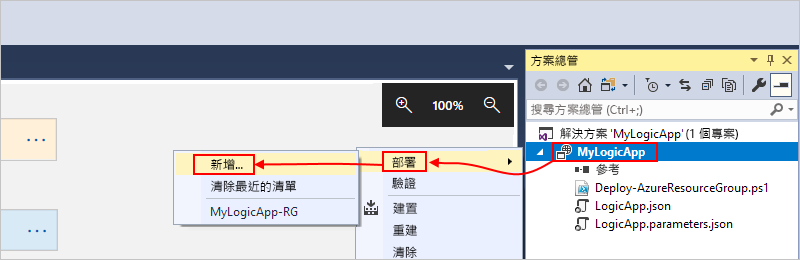 方案總管
100%
搜尋方案總管 (Ctrl+;)
解決方案 'MyLogicApp' (1 個專案)
MyLogicApp
參考
Deploy-AzureResourceGroup.ps1
LogicApp.json
LogicApp.parameters.json
部署
驗證
建置
重建
清除
新增...
清除最近的清單
MyLogicApp-RG